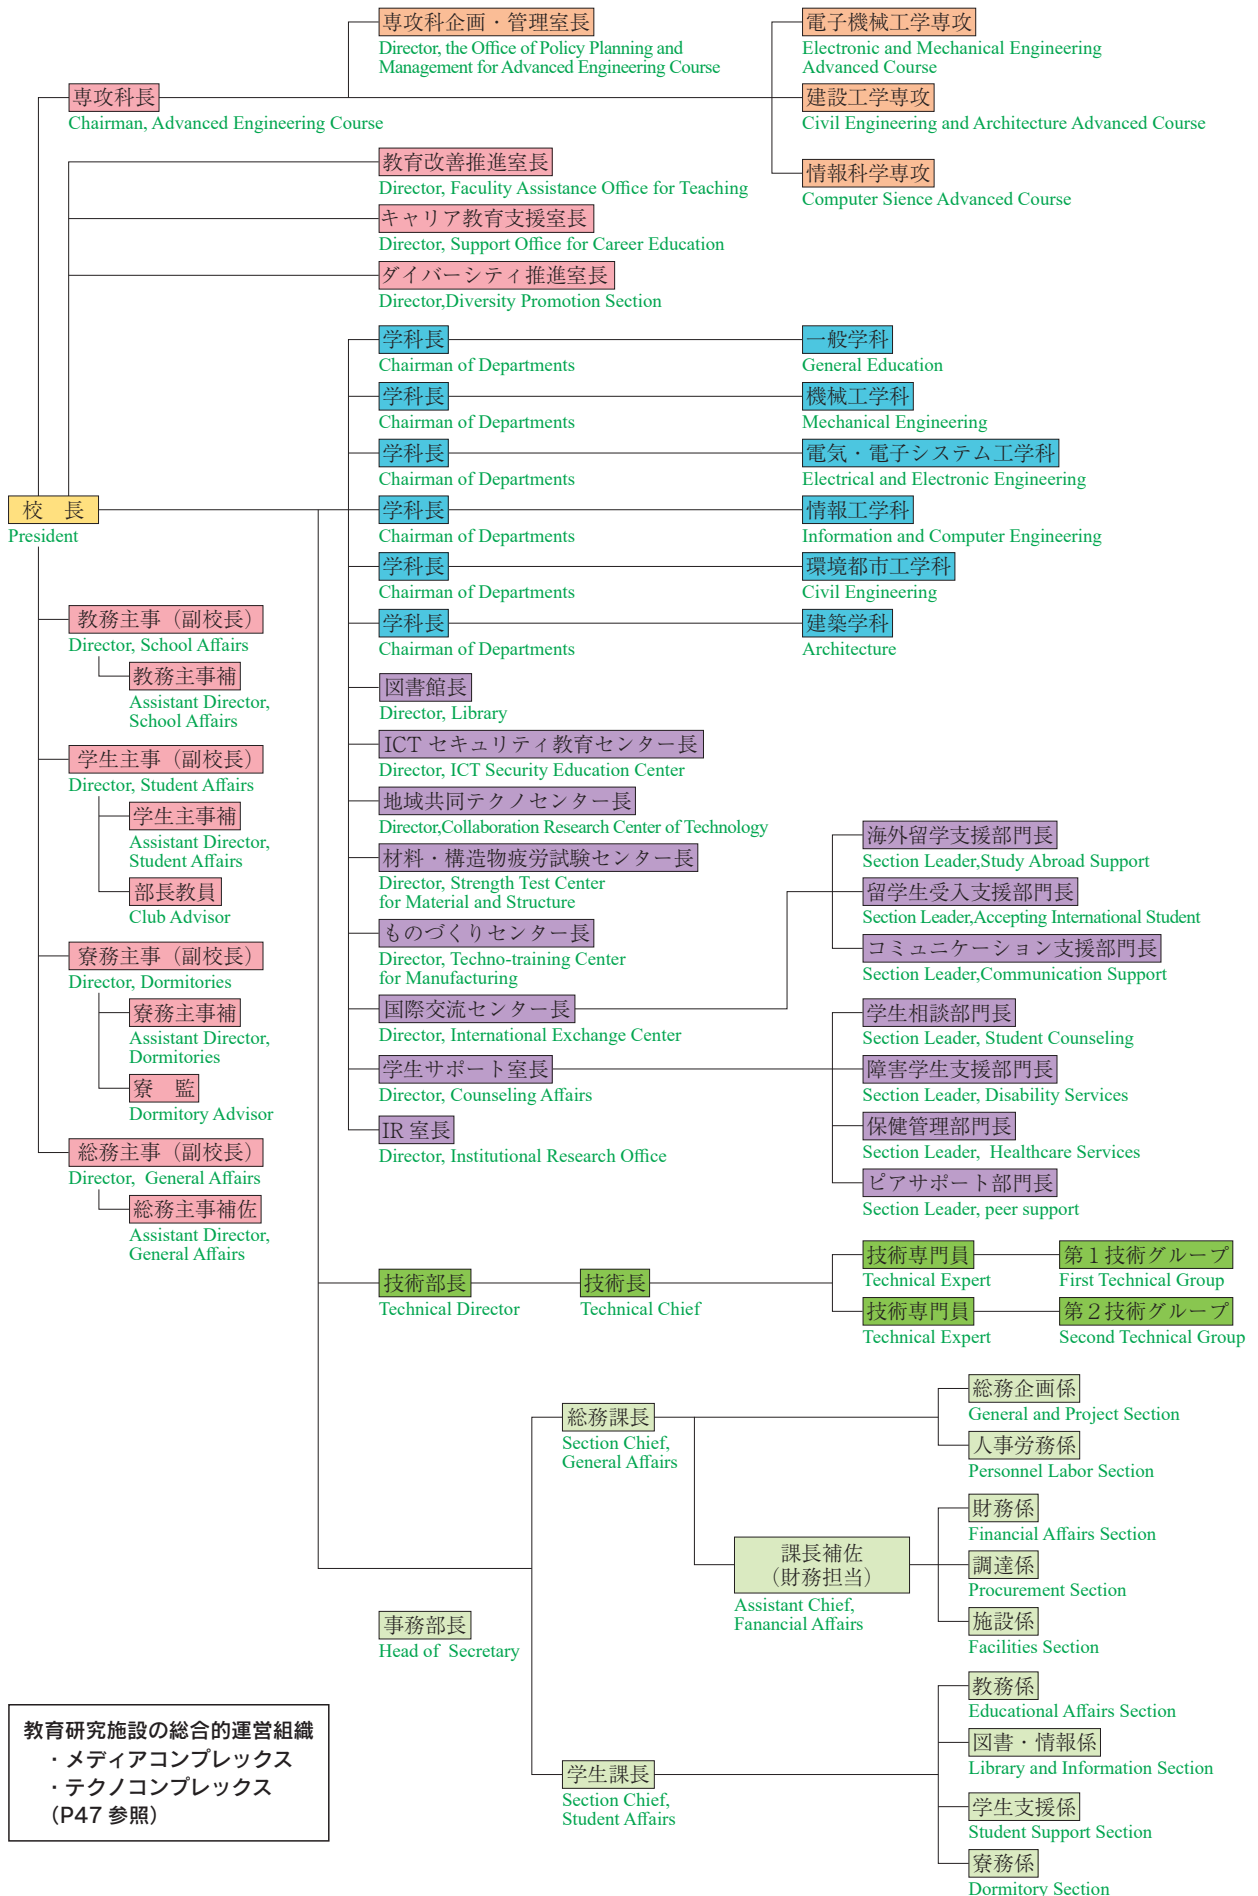 専攻科企画・管理室長
Director, the Office of Policy Planning and
Management for Advanced Engineering Course
電子機械工学専攻
Electronic and Mechanical Engineering
Advanced Course
専攻科長
Chairman, Advanced Engineering Course
建設工学専攻
Civil Engineering and Architecture Advanced Course
情報科学専攻
Computer Sience Advanced Course
教育改善推進室長
Director, Faculty Assistance Office for Teaching
キャリア教育支援室長
Director, Support Office for Career Education
ダイバーシティ推進室長
Director,Diversity Promotion Section
学科長
Chairman of Departments
一般学科
General Education
学科長
Chairman of Departments
機械工学科
Mechanical Engineering
学科長
Chairman of Departments
電気・電子システム工学科
Electrical and Electronic Engineering
校　長
President
学科長
Chairman of Departments
情報工学科
Information and Computer Engineering
学科長
Chairman of Departments
環境都市工学科
Civil Engineering
学科長
Chairman of Departments
建築学科
Architecture
教務主事（副校長）
Director, School Affairs
教務主事補
Assistant Director,
School Affairs
学生主事（副校長）
Director, Student Affairs
学生主事補
Assistant Director,
Student Affairs
部長教員
Club Advisor
寮務主事（副校長）
Director, Dormitories
寮務主事補
Assistant Director,
Dormitories
寮　監
Dormitory Advisor
総務主事（副校長）
Director, General Affairs
総務主事補佐
Assistant Director,
General Affairs
図書館長
Director, Library
ICT セキュリティ教育センター長
Director, ICT Security Education Center
地域共同テクノセンター長
Director,Collaboration Research Center of Technology
材料・構造物疲労試験センター長
Director, Strength Test Center
for Material and Structure
ものづくりセンター長
Director, Techno-training Center
for Manufacturing
国際交流センター長
Director, International Exchange Center
学生サポート室長
Director, Counseling Affairs
IR 室長
Director, Institutional Research Office
海外留学支援部門長
Section Leader,Study Abroad Support
留学生受入支援部門長
Section Leader,Accepting International Student
コミュニケーション支援部門長
Section Leader,Communication Support
学生相談部門長
Section Leader, Student Counseling
障害学生支援部門長
Section Leader, Disability Services
保健管理部門長
Section Leader, Healthcare Services
ピアサポート部門長
Section Leader, peer support
技術部長
Technical Director
技術長
Technical Chief
技術専門員
Technical Expert
第１技術グループ
First Technical Group
技術専門員
Technical Expert
第２技術グループ
Second Technical Group
事務部長
Head of Secretary
総務課長
Section Chief,
General Affairs
総務企画係
General and Project Section
人事労務係
Personnel Labor Section
課長補佐
（財務担当）
Assistant Chief,
Fanancial Affairs
財務係
Financial Affairs Section
調達係
Procurement Section
施設係
Facilities Section
学生課長
Section Chief,
Student Affairs
教務係
Educational Affairs Section
図書・情報係
Library and Information Section
学生支援係
Student Support Section
寮務係
Dormitory Section
教育研究施設の総合的運営組織
・メディアコンプレックス
・テクノコンプレックス
（P47 参照）